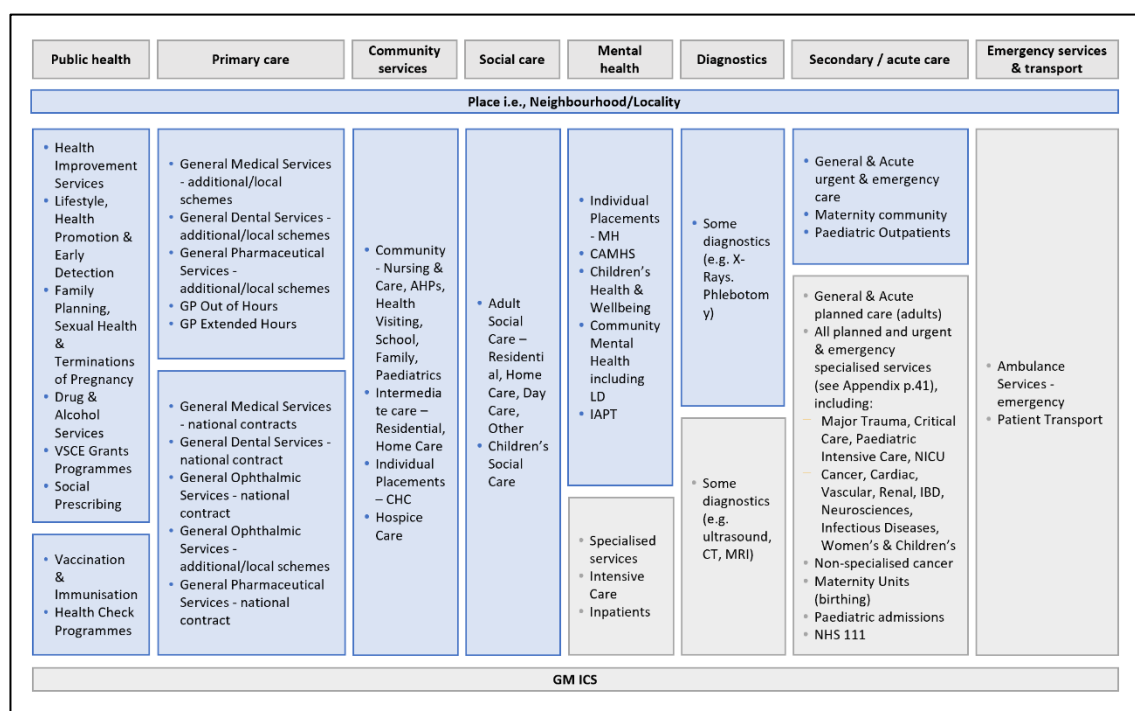 Public health
Primary care
Community
services
Social care
Mental
health
Diagnostics
Secondary / acute care
Emergency services
& transport
Place i.e., Neighbourhood/Locality
• Health
Improvement
Services
• Lifestyle,
Health
Promotion &
Early
Detection
• Family
Planning,
Sexual Health
&
Terminations
of Pregnancy
• Drug &
Alcohol
Services
• VSCE Grants
Programmes
• Social
Prescribing
• Vaccination
&
Immunisation
• Health Check
Programmes
• General Medical Services
- additional/local
schemes
• General Dental Services -
additional/local schemes
• General Pharmaceutical
Services -
additional/local schemes
• GP Out of Hours
• GP Extended Hours
• General Medical Services
- national contracts
• General Dental Services -
national contract
• General Ophthalmic
Services - national
contract
• General Ophthalmic
Services -
additional/local schemes
• General Pharmaceutical
Services - national
contract
• Community
- Nursing &
Care, AHPs,
Health
Visiting,
School,
Family,
Paediatrics
• Intermedia
te care –
Residential,
Home Care
• Individual
Placements
– CHC
• Hospice
Care
• Adult
Social
Care –
Residenti
al, Home
Care, Day
Care,
Other
• Children's
Social
Care
• Individual
Placements
- MH
• CAMHS
• Children's
Health &
Wellbeing
• Community
Mental
Health
including
LD
• IAPT
• Specialised
services
• Intensive
Care
• Inpatients
• Some
diagnostics
(e.g. X-
Rays.
Phlebotom
y)
• Some
diagnostics
(e.g.
ultrasound,
CT, MRI)
• General & Acute
urgent & emergency
care
• Maternity community
• Paediatric Outpatients
• General & Acute
planned care (adults)
• All planned and urgent
& emergency
specialised services
(see Appendix p.41),
including:
– Major Trauma, Critical
Care, Paediatric
Intensive Care, NICU
– Cancer, Cardiac,
Vascular, Renal, IBD,
Neurosciences,
Infectious Diseases,
Women's & Children's
• Non-specialised cancer
• Maternity Units
(birthing)
• Paediatric admissions
• NHS 111
• Ambulance
Services -
emergency
• Patient Transport
GM ICS